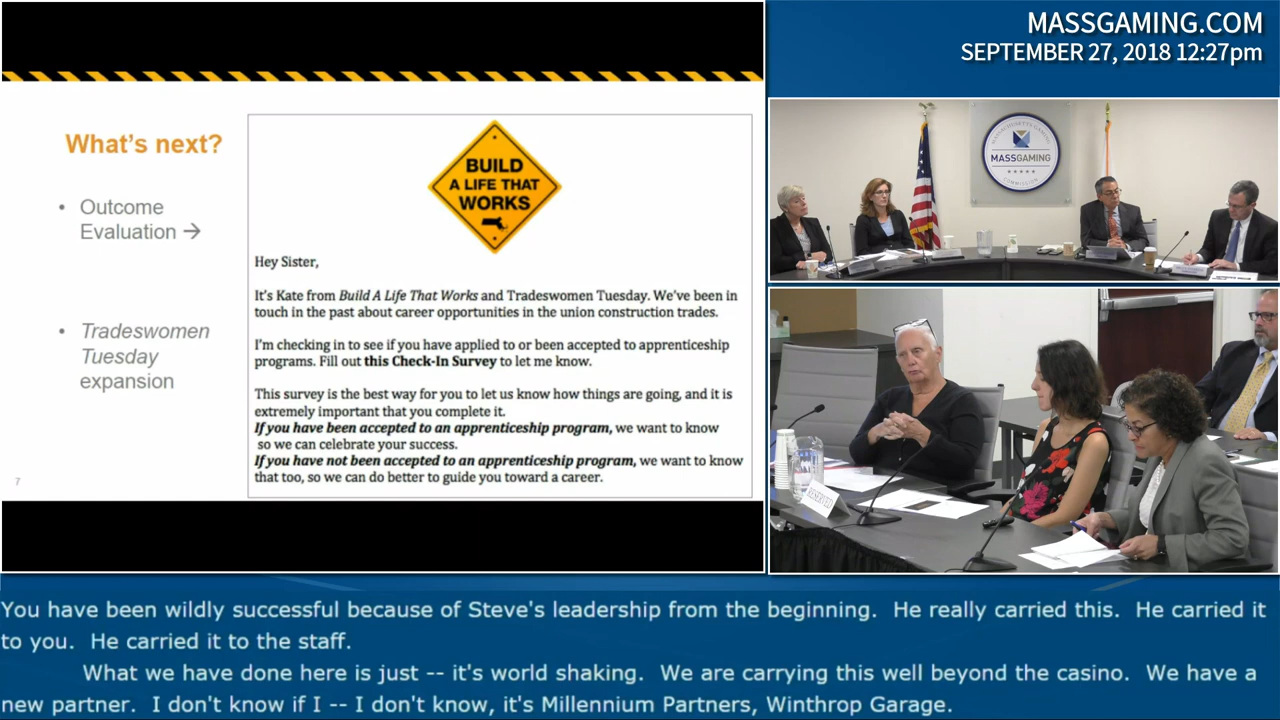 MASSGAMING.COM
SEPTEMBER 27, 2018 12:27pm
What's next?
• Outcome
Evaluation →
• Tradeswomen
Tuesday
expansion
7
BUILD
A LIFE THAT
WORKS
Hey Sister,
It's Kate from Build A Life That Works and Tradeswomen Tuesday. We've been in
touch in the past about career opportunities in the union construction trades.
I'm checking in to see if you have applied to or been accepted to apprenticeship
programs. Fill out this Check-In Survey to let me know.
This survey is the best way for you to let us know how things are going, and it is
extremely important that you complete it.
If you have been accepted to an apprenticeship program, we want to know
so we can celebrate your success.
If you have not been accepted to an apprenticeship program, we want to know
that too, so we can do better to guide you toward a career.
MASSACHUSETTS GAMING
MASSGAMING
COMMISSION
RESERVED
You have been wildly successful because of Steve's leadership from the beginning.  He really carried this.  He carried it
to you.  He carried it to the staff.
What we have done here is just -- it's world shaking.  We are carrying this well beyond the casino.  We have a
new partner.  I don't know if I -- I don't know, it's Millennium Partners, Winthrop Garage.